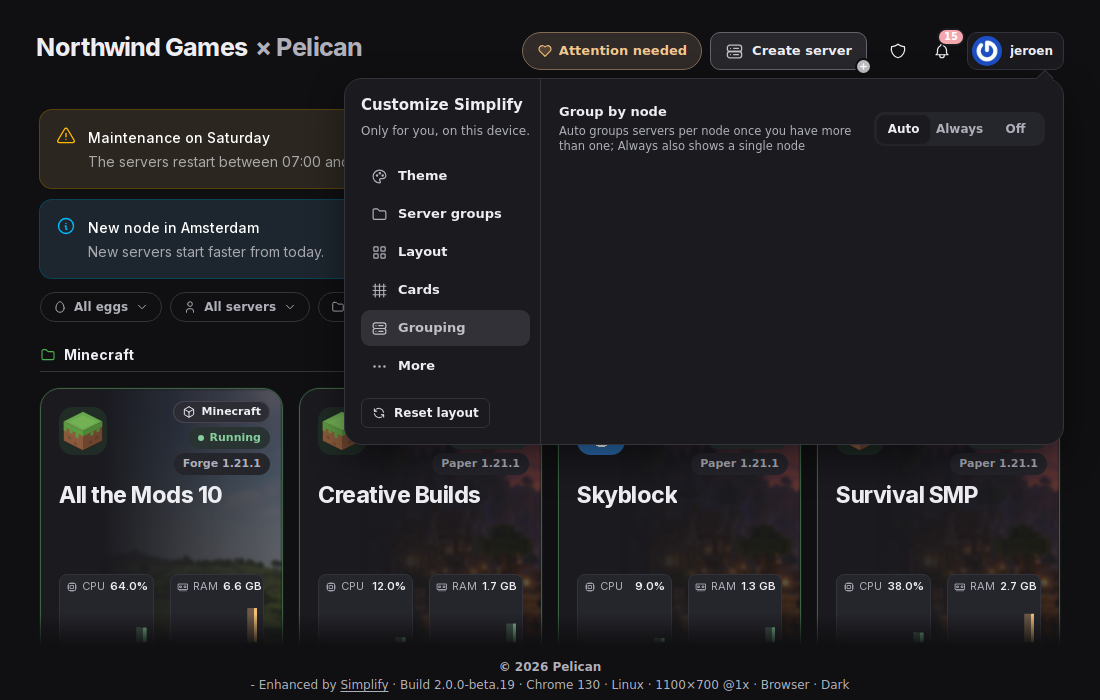 Northwind Games × Pelican
Attention needed
Create server
15
jeroen
Maintenance on Saturday
The servers restart between 07:00 and
New node in Amsterdam
New servers start faster from today.
All eggs
All servers
Minecraft
Customize Simplify
Only for you, on this device.
Theme
Server groups
Layout
Cards
Grouping
More
Reset layout
Group by node
Auto groups servers per node once you have more
than one; Always also shows a single node
Auto Always Off
Minecraft
Running
Forge 1.21.1
All the Mods 10
CPU 64.0% RAM 6.6 GB
Paper 1.21.1
Creative Builds
CPU 12.0% RAM 1.7 GB
Paper 1.21.1
Skyblock
CPU 9.0% RAM 1.3 GB
Paper 1.21.1
Survival SMP
CPU 38.0% RAM 2.7 GB
© 2026 Pelican
- Enhanced by Simplify · Build 2.0.0-beta.19 · Chrome 130 · Linux · 1100×700 @1x · Browser · Dark